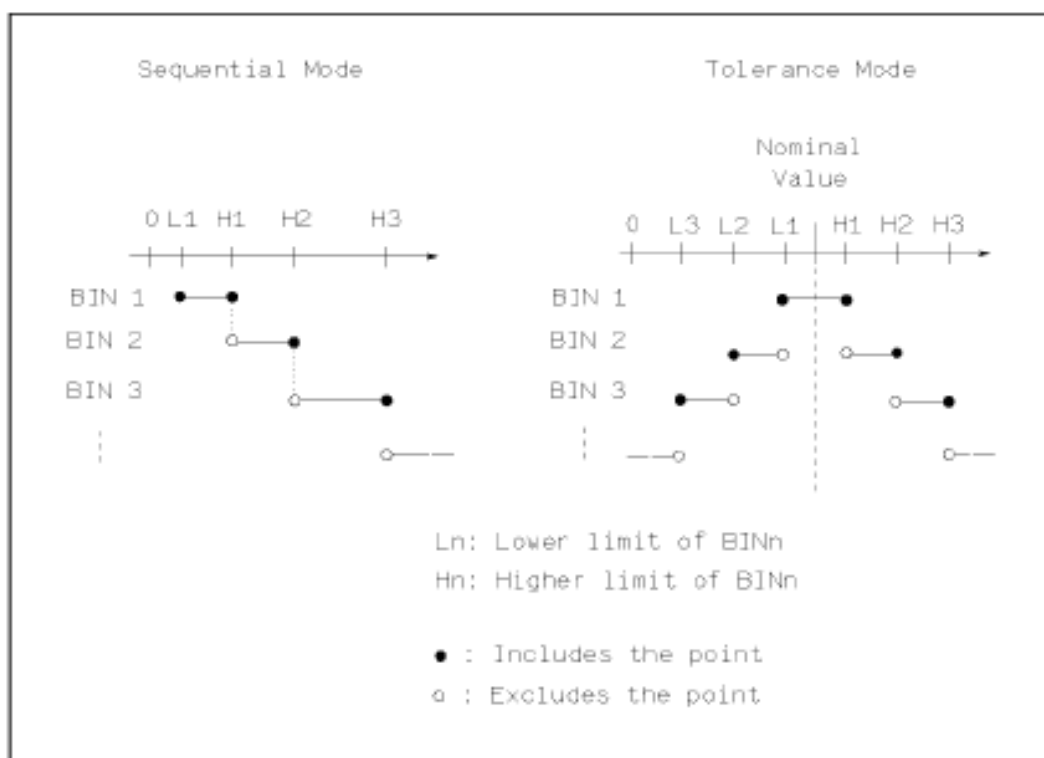 Sequential Mode
Tolerance Mode
Nominal
Value
0 L1 H1 H2 H3
0 L3 L2 L1 H1 H2 H3
BIN 1
BIN 2
BIN 3
BIN 1
BIN 2
BIN 3
Ln: Lower limit of BINn
Hn: Higher limit of BINn
● : Includes the point
○ : Excludes the point